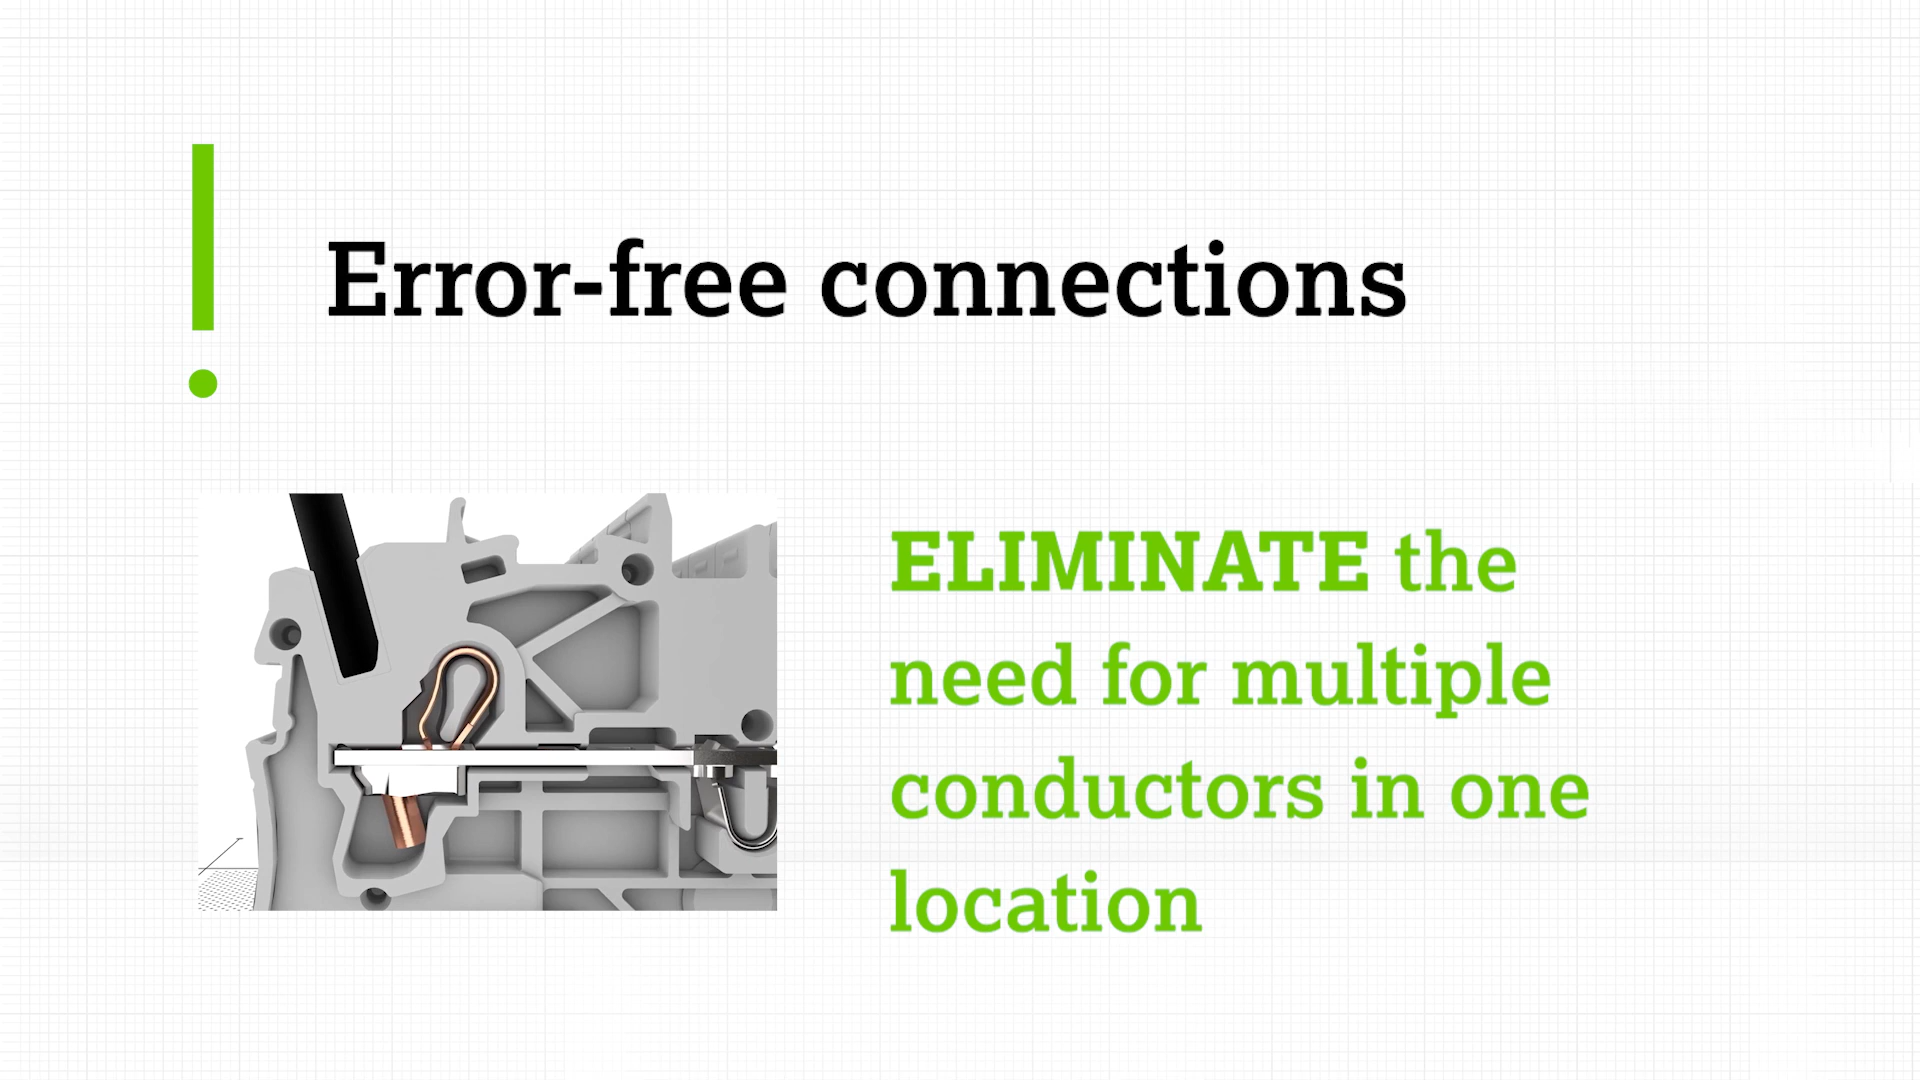 Error-free connections
ELIMINATE the
need for multiple
conductors in one
location